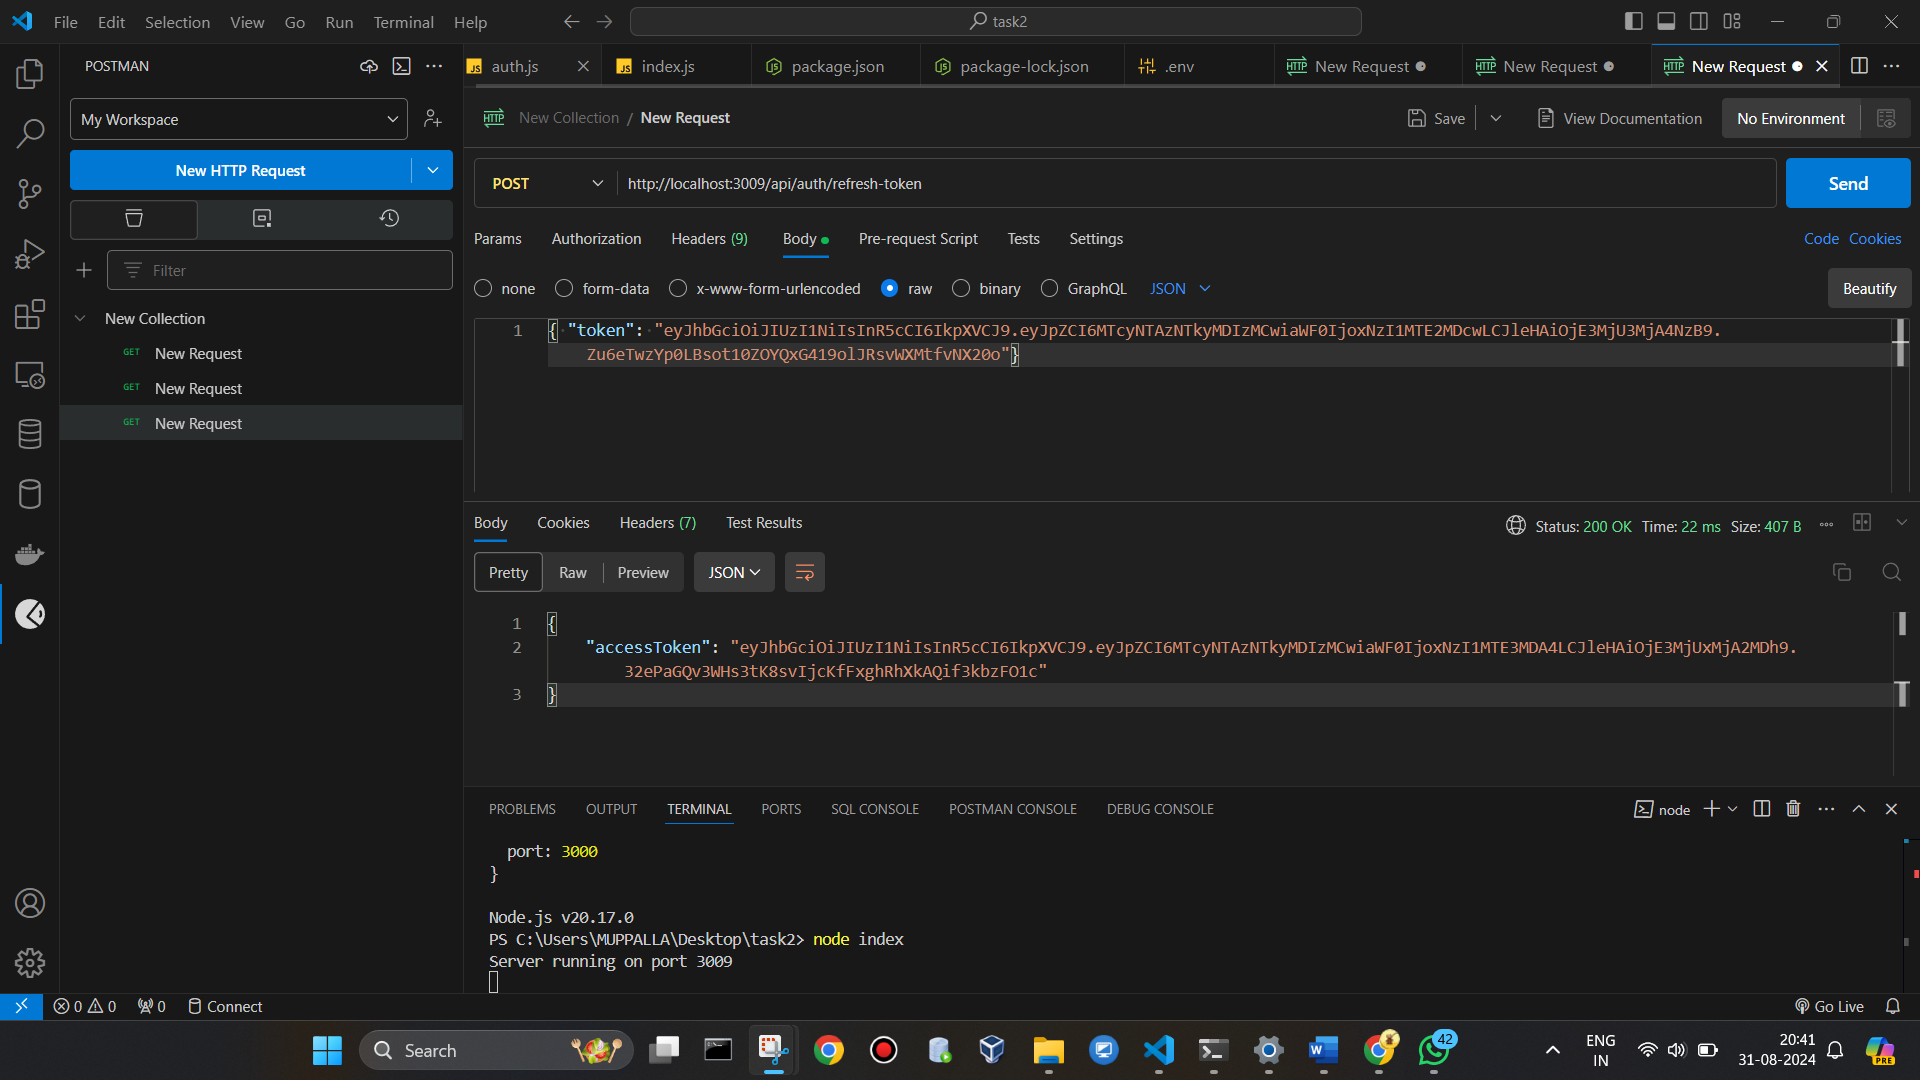 File Edit Selection View Go Run Terminal Help
task2
POSTMAN
My Workspace
New HTTP Request
Filter
New Collection
GET New Request
GET New Request
GET New Request
auth.js
index.js
package.json
package-lock.json
.env
HTTP New Request
HTTP New Request
HTTP New Request
HTTP New Collection / New Request
Save
View Documentation
No Environment
POST
http://localhost:3009/api/auth/refresh-token
Send
Params Authorization Headers (9) Body Pre-request Script Tests Settings
Code Cookies
none form-data x-www-form-urlencoded raw binary GraphQL JSON
Beautify
1 { "token": "eyJhbGciOiJIUzI1NiIsInR5cCI6IkpXVCJ9.eyJpZCI6MTcyNTAzNTkyMDIzMCwiaWF0IjoxNzI1MTE2MDcwLCJleHAiOjE3MjU3MjA4NzB9.
Zu6eTwzYp0LBsot10ZOYQxG419olJRsvWXMtfvNX20o"}
Body Cookies Headers (7) Test Results
Status: 200 OK Time: 22 ms Size: 407 B
Pretty Raw Preview JSON
1 {
2 "accessToken": "eyJhbGciOiJIUzI1NiIsInR5cCI6IkpXVCJ9.eyJpZCI6MTcyNTAzNTkyMDIzMCwiaWF0IjoxNzI1MTE3MDA4LCJleHAiOjE3MjUxMjA2MDh9.
32ePaGQv3WHs3tK8svIjcKfFxghRhXkAQif3kbzFO1c"
3 }
PROBLEMS OUTPUT TERMINAL PORTS SQL CONSOLE POSTMAN CONSOLE DEBUG CONSOLE
node
port: 3000
}
Node.js v20.17.0
PS C:\Users\MUPPALLA\Desktop\task2> node index
Server running on port 3009
0 0 0 Connect
Go Live
Search
42
ENG
IN
20:41
31-08-2024
PRE